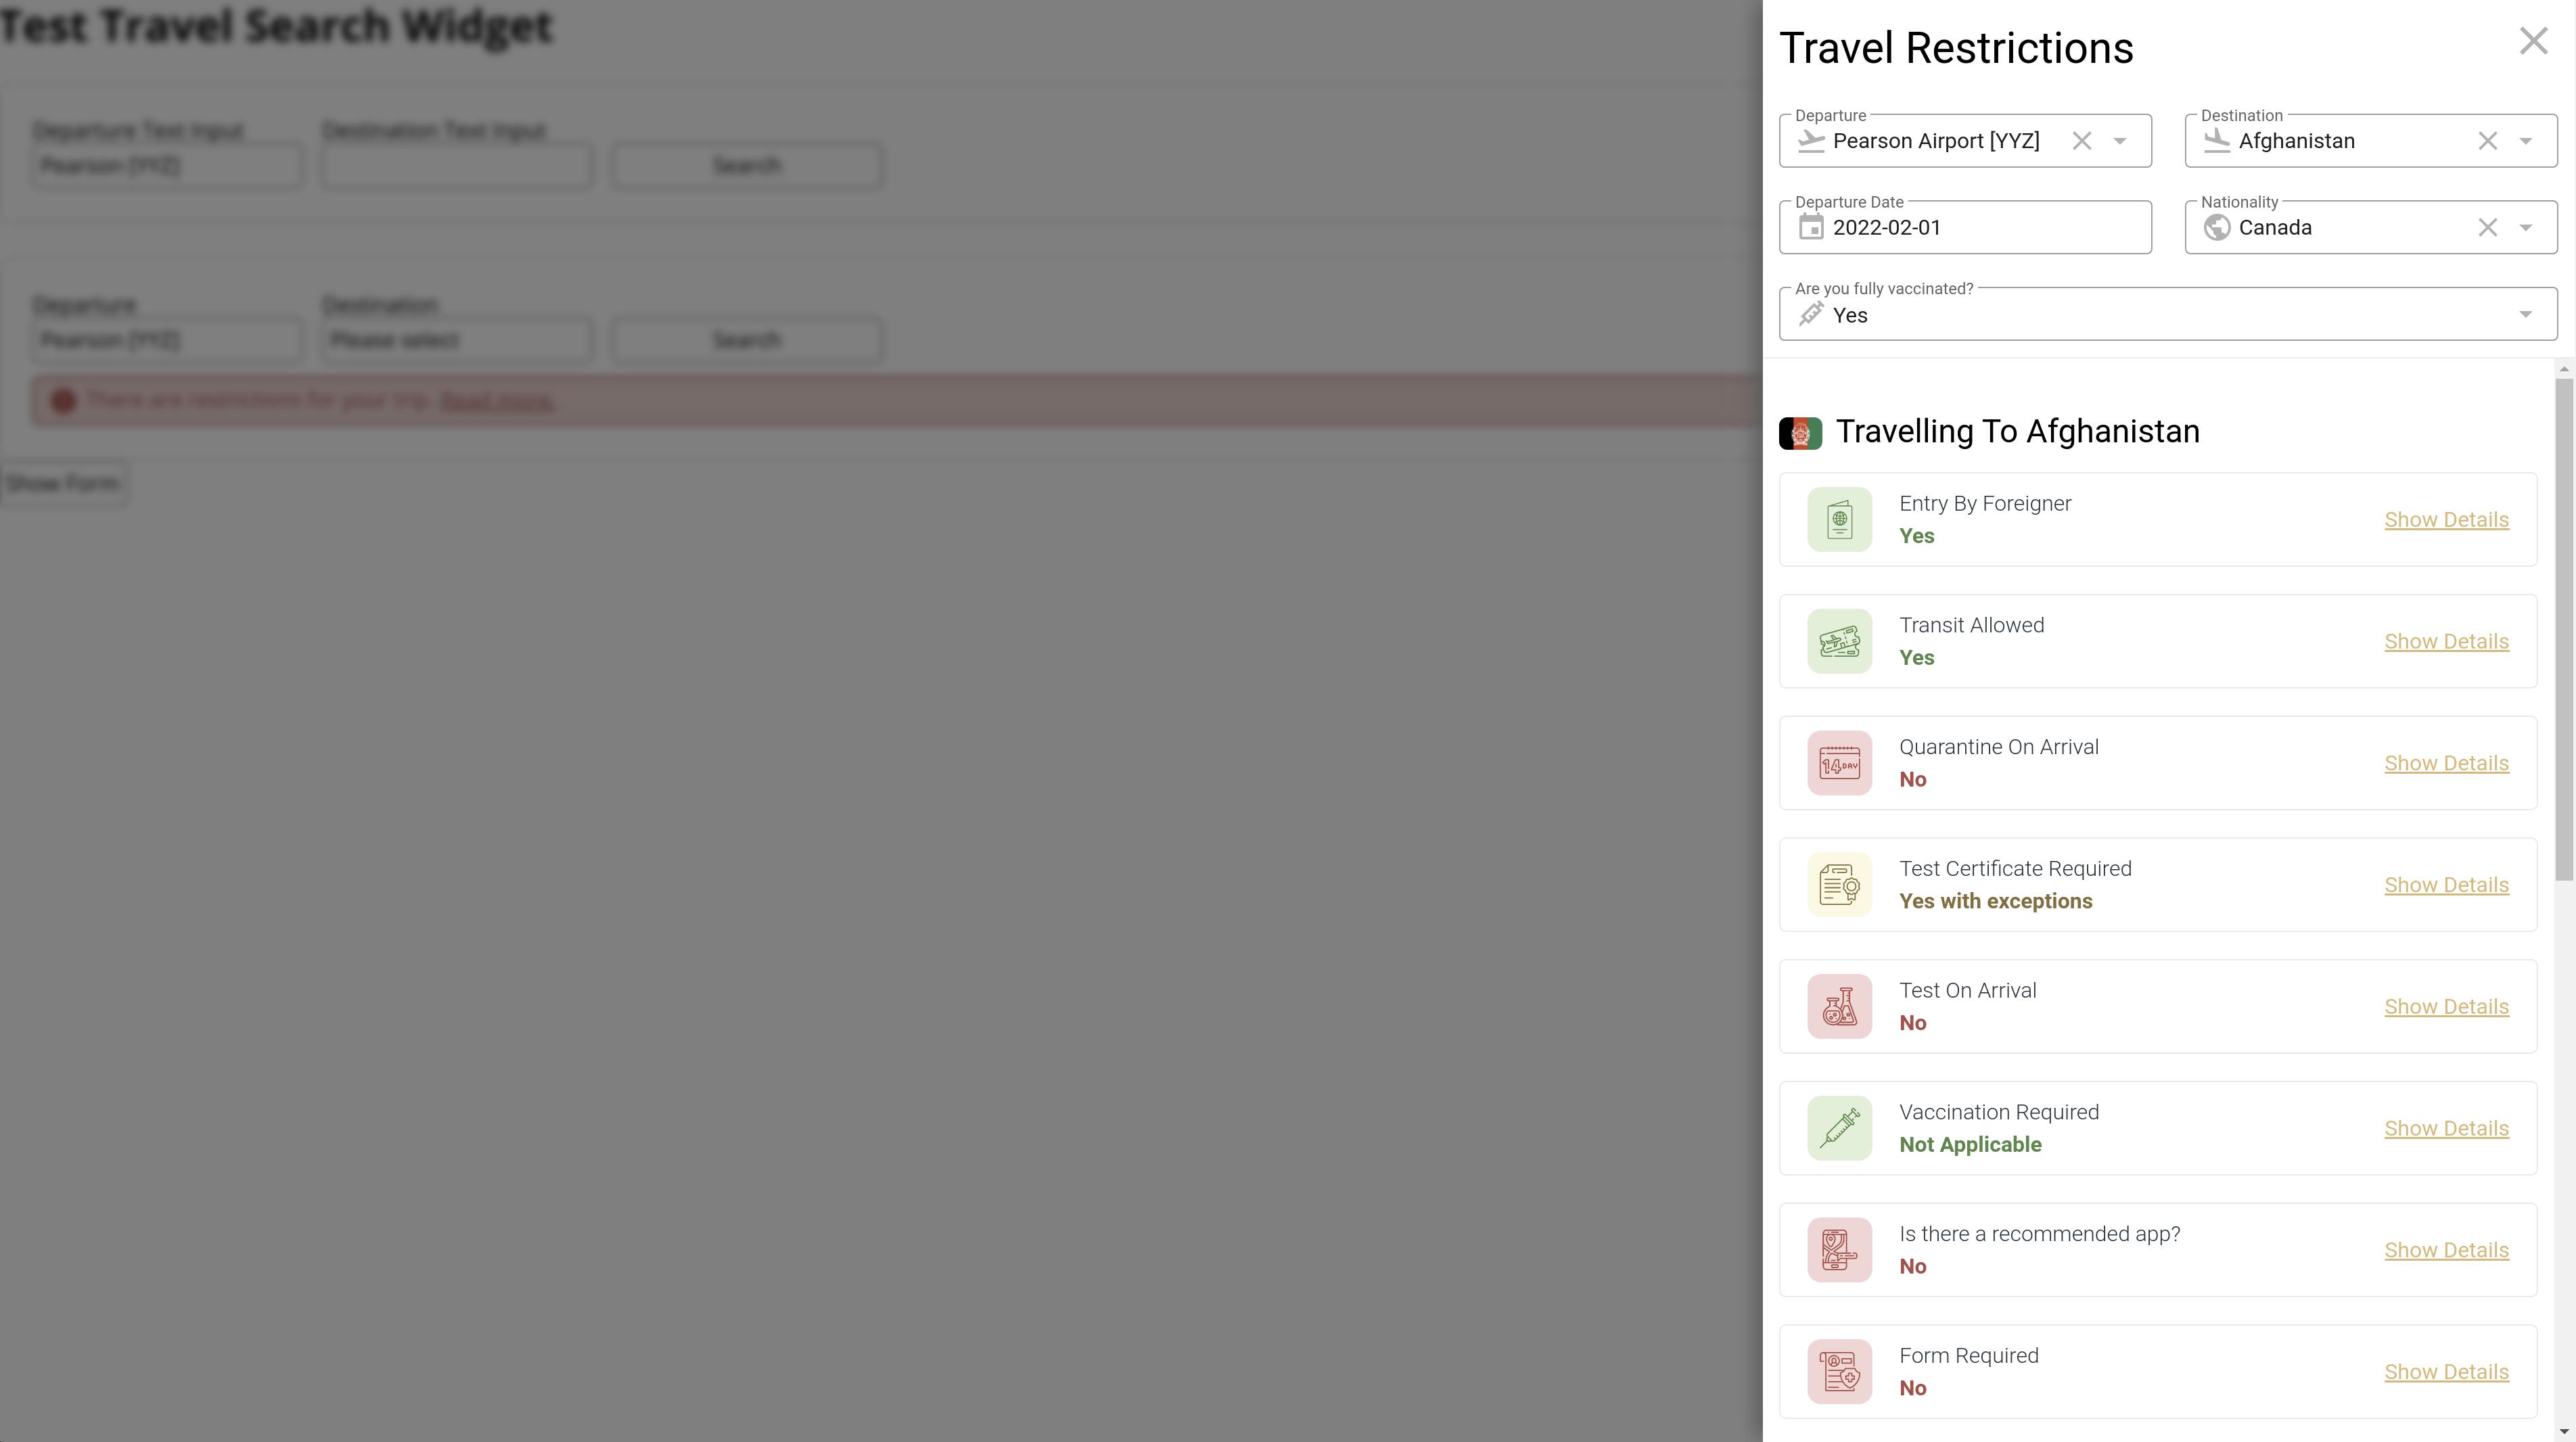 Test Travel Search Widget
Departure Text Input
Destination Text Input
Pearson [YYZ]
Search
Departure
Destination
Pearson [YYZ]
Please select
Search
There are restrictions for your trip. Read more.
Show Form
Travel Restrictions
Departure
Pearson Airport [YYZ]
Destination
Afghanistan
Departure Date
2022-02-01
Nationality
Canada
Are you fully vaccinated?
Yes
Travelling To Afghanistan
Entry By Foreigner
Yes
Show Details
Transit Allowed
Yes
Show Details
14 DAY
Quarantine On Arrival
No
Show Details
Test Certificate Required
Yes with exceptions
Show Details
Test On Arrival
No
Show Details
Vaccination Required
Not Applicable
Show Details
Is there a recommended app?
No
Show Details
Form Required
No
Show Details